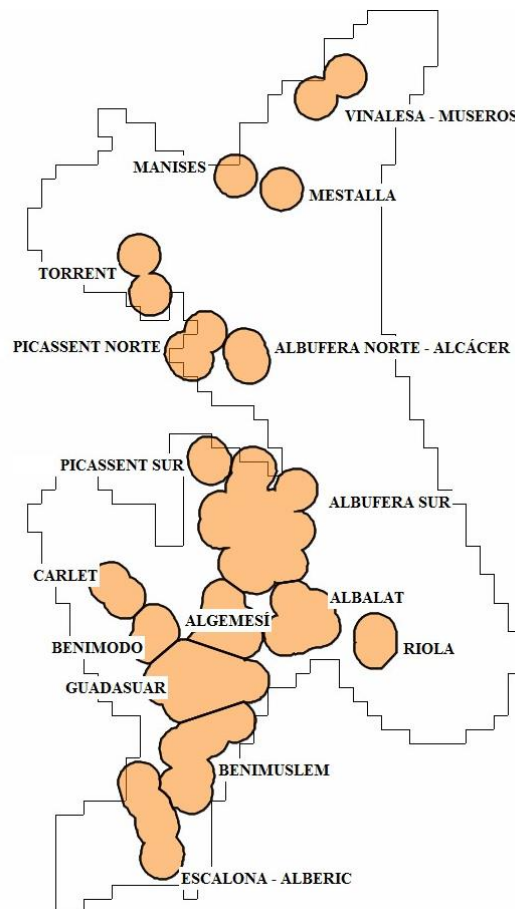 VINALESA - MUSEROS
MANISES
MESTALLA
TORRENT
PICASSENT NORTE
ALBUFERA NORTE - ALCÁCER
PICASSENT SUR
ALBUFERA SUR
CARLET
ALBALAT
ALGEMESÍ
BENIMODO
RIOLA
GUADASUAR
BENIMUSLEM
ESCALONA - ALBERIC